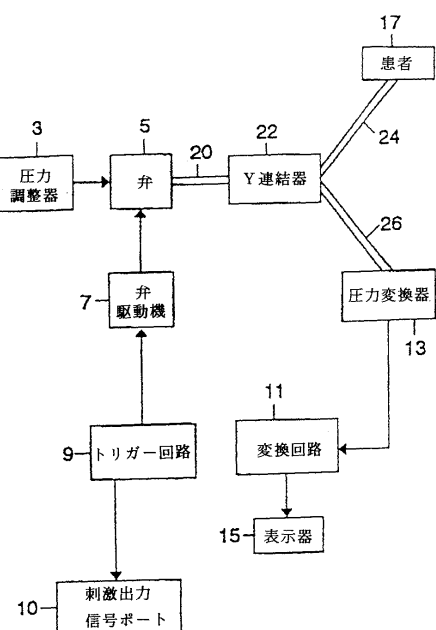 17
患者
3
5
20
22
圧力
調整器
弁
Y連結器
24
26
7
弁
駆動機
圧力変換器
13
11
9
トリガー回路
変換回路
15
表示器
10
刺激出力
信号ポート